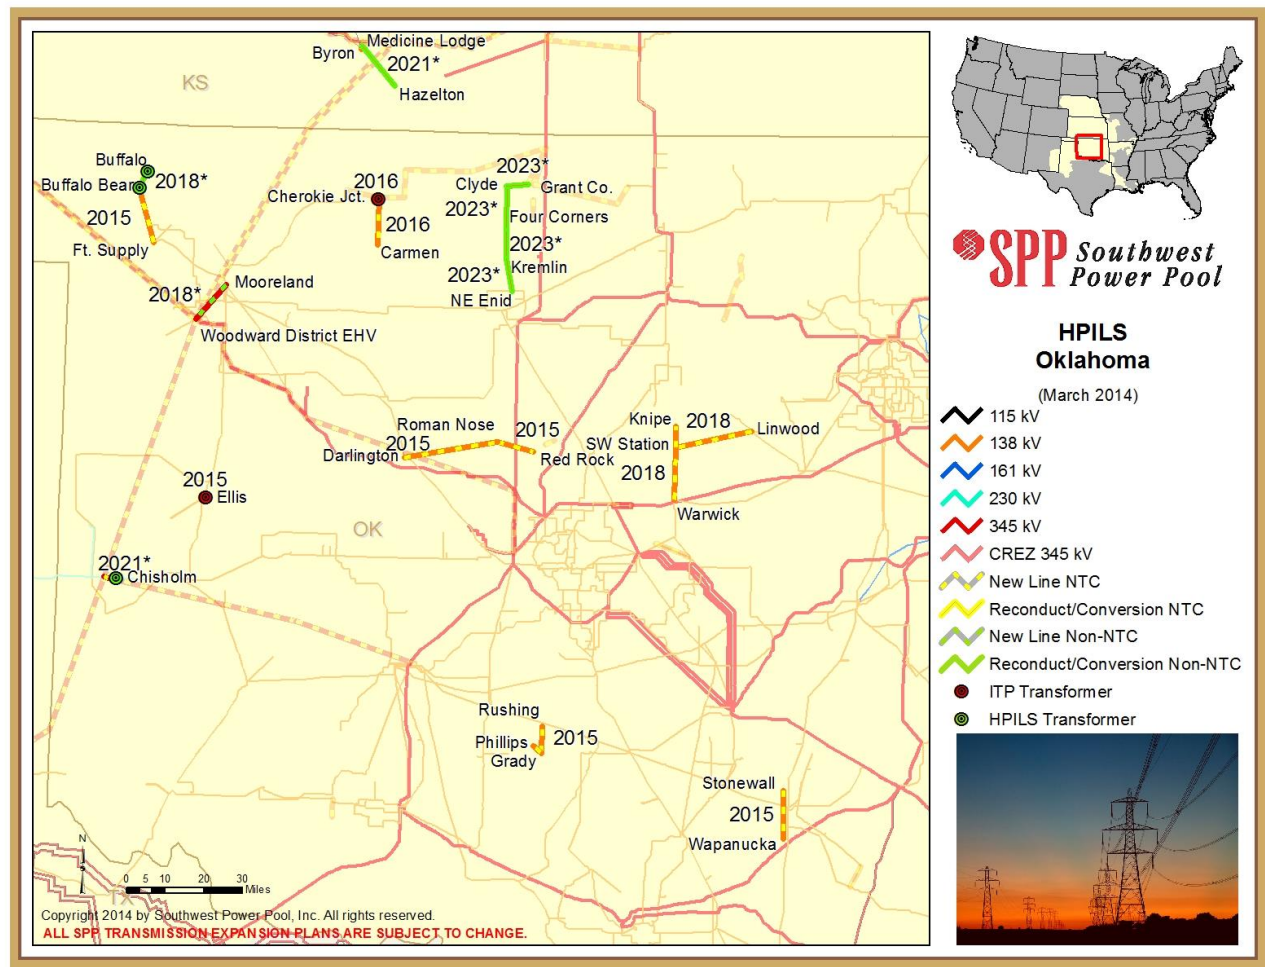 Medicine Lodge
Byron
2021*
Hazelton
KS
Buffalo
Buffalo Bear
2018*
2015
Ft. Supply
2016
Cherokie Jct.
2016
Carmen
2023*
Clyde
Grant Co.
2023*
Four Corners
2023*
Kremlin
2023*
NE Enid
Mooreland
2018*
Woodward District EHV
Roman Nose
2015
2015
Darlington
Red Rock
Knipe
2018
Linwood
SW Station
2018
Warwick
2015
Ellis
OK
2021*
Chisholm
Rushing
Phillips
2015
Grady
Stonewall
2015
Wapanucka
N
S
0 5 10 20 30
Miles
TX
Copyright 2014 by Southwest Power Pool, Inc. All rights reserved.
ALL SPP TRANSMISSION EXPANSION PLANS ARE SUBJECT TO CHANGE.
SPP Southwest
Power Pool
HPILS
Oklahoma
(March 2014)
115 kV
138 kV
161 kV
230 kV
345 kV
CREZ 345 kV
New Line NTC
Reconduct/Conversion NTC
New Line Non-NTC
Reconduct/Conversion Non-NTC
ITP Transformer
HPILS Transformer